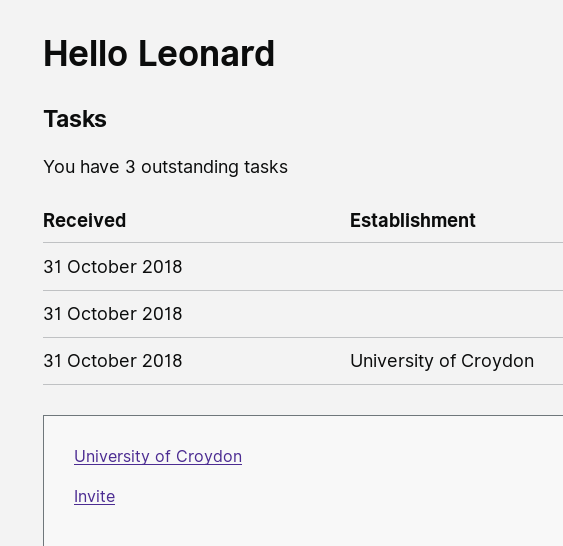 Hello Leonard
Tasks
You have 3 outstanding tasks
Received Establishment
31 October 2018
31 October 2018
31 October 2018 University of Croydon
University of Croydon
Invite